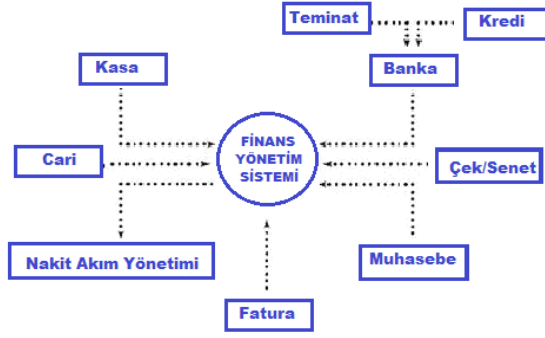 Teminat
Kredi
Kasa
Banka
FİNANS
YÖNETİM
SİSTEMİ
Cari
Çek/Senet
Nakit Akım Yönetimi
Muhasebe
Fatura